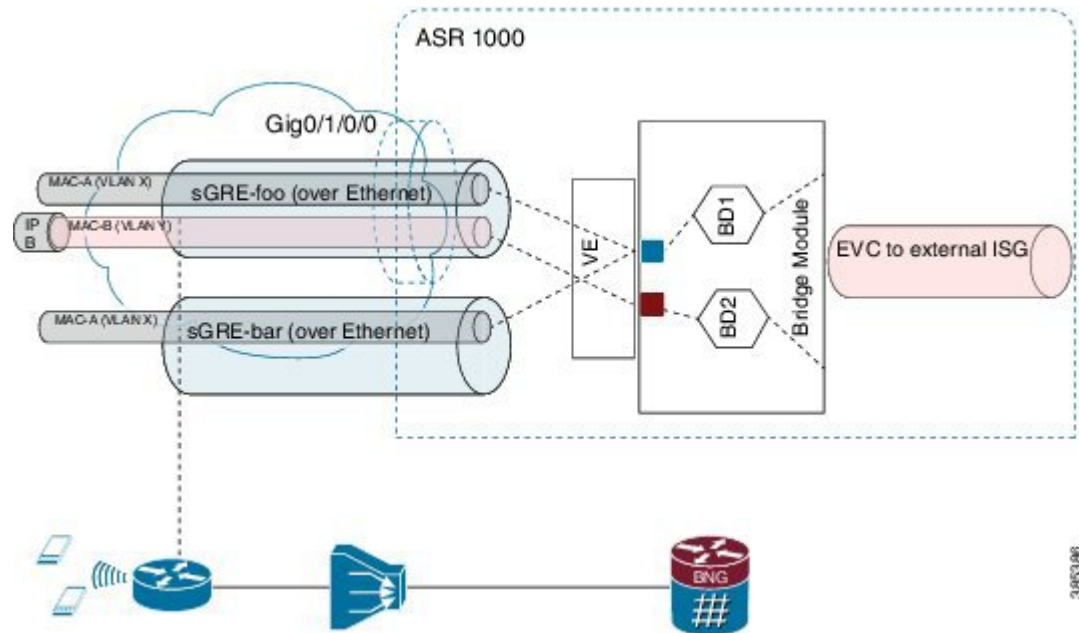 ASR 1000
Gig0/1/0/0
MAC-A (VLAN X)
sGRE-foo (over Ethernet)
IP
B
MAC-B (VLAN Y)
MAC-A (VLAN X)
sGRE-bar (over Ethernet)
VE
BD1
BD2
Bridge Module
EVC to external ISG
BNG
385386